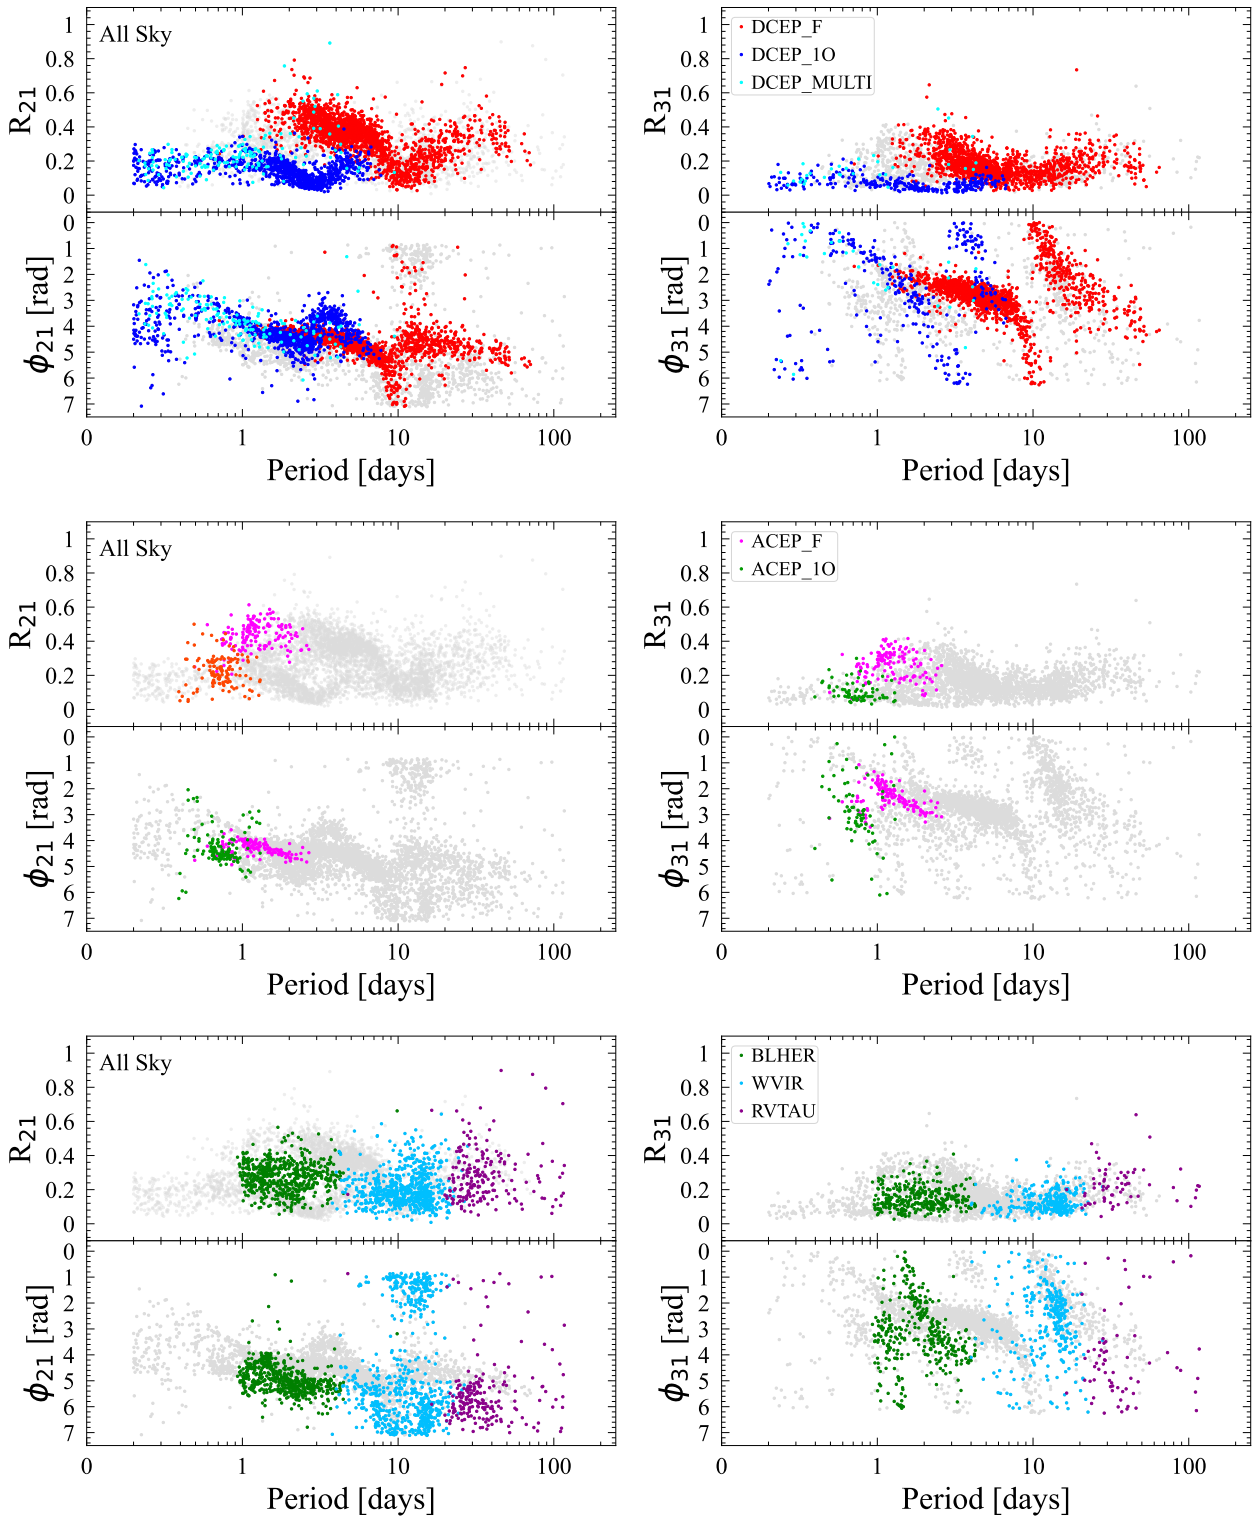 All Sky
R21
1
0.8
0.6
0.4
0.2
0
ϕ21 [rad]
0
1
2
3
4
5
6
7
0 1 10 100
Period [days]
DCEP_F
DCEP_1O
DCEP_MULTI
R31
1
0.8
0.6
0.4
0.2
0
ϕ31 [rad]
0
1
2
3
4
5
6
7
0 1 10 100
Period [days]
All Sky
R21
1
0.8
0.6
0.4
0.2
0
ϕ21 [rad]
0
1
2
3
4
5
6
7
0 1 10 100
Period [days]
ACEP_F
ACEP_1O
R31
1
0.8
0.6
0.4
0.2
0
ϕ31 [rad]
0
1
2
3
4
5
6
7
0 1 10 100
Period [days]
All Sky
R21
1
0.8
0.6
0.4
0.2
0
ϕ21 [rad]
0
1
2
3
4
5
6
7
0 1 10 100
Period [days]
BLHER
WVIR
RVTAU
R31
1
0.8
0.6
0.4
0.2
0
ϕ31 [rad]
0
1
2
3
4
5
6
7
0 1 10 100
Period [days]